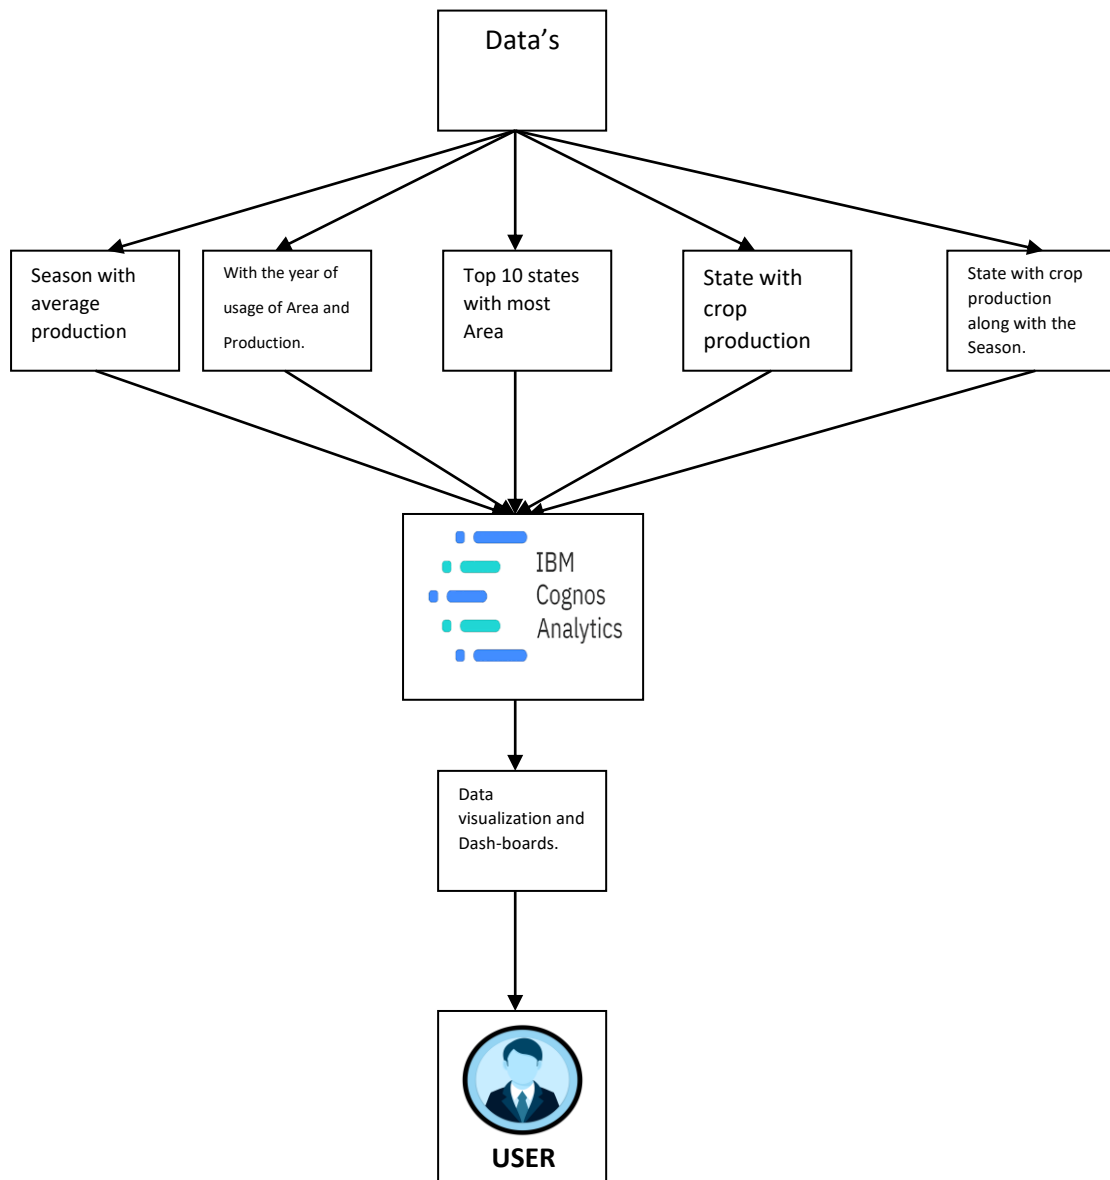 Data’s
Season with
average
production
With the year of
usage of Area and
Production.
Top 10 states
with most
Area
State with
crop
production
State with crop
production
along with the
Season.
IBM
Cognos
Analytics
Data
visualization and
Dash-boards.
USER